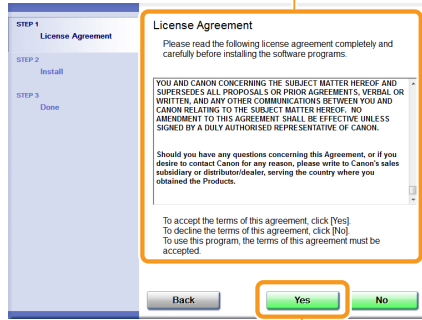 STEP 1
License Agreement
STEP 2
Install
STEP 3
Done
License Agreement
Please read the following license agreement completely and
carefully before installing the software programs.
YOU AND CANON CONCERNING THE SUBJECT MATTER HEREOF AND
SUPERSEDES ALL PROPOSALS OR PRIOR AGREEMENTS, VERBAL OR
WRITTEN, AND ANY OTHER COMMUNICATIONS BETWEEN YOU AND
CANON RELATING TO THE SUBJECT MATTER HEREOF. NO
AMENDMENT TO THIS AGREEMENT SHALL BE EFFECTIVE UNLESS
SIGNED BY A DULY AUTHORISED REPRESENTATIVE OF CANON.
Should you have any questions concerning this Agreement, or if you
desire to contact Canon for any reason, please write to Canon's sales
subsidiary or distributor/dealer, serving the country where you
obtained the Products.
To accept the terms of this agreement, click [Yes].
To decline the terms of this agreement, click [No].
To use this program, the terms of this agreement must be
accepted.
Back Yes No